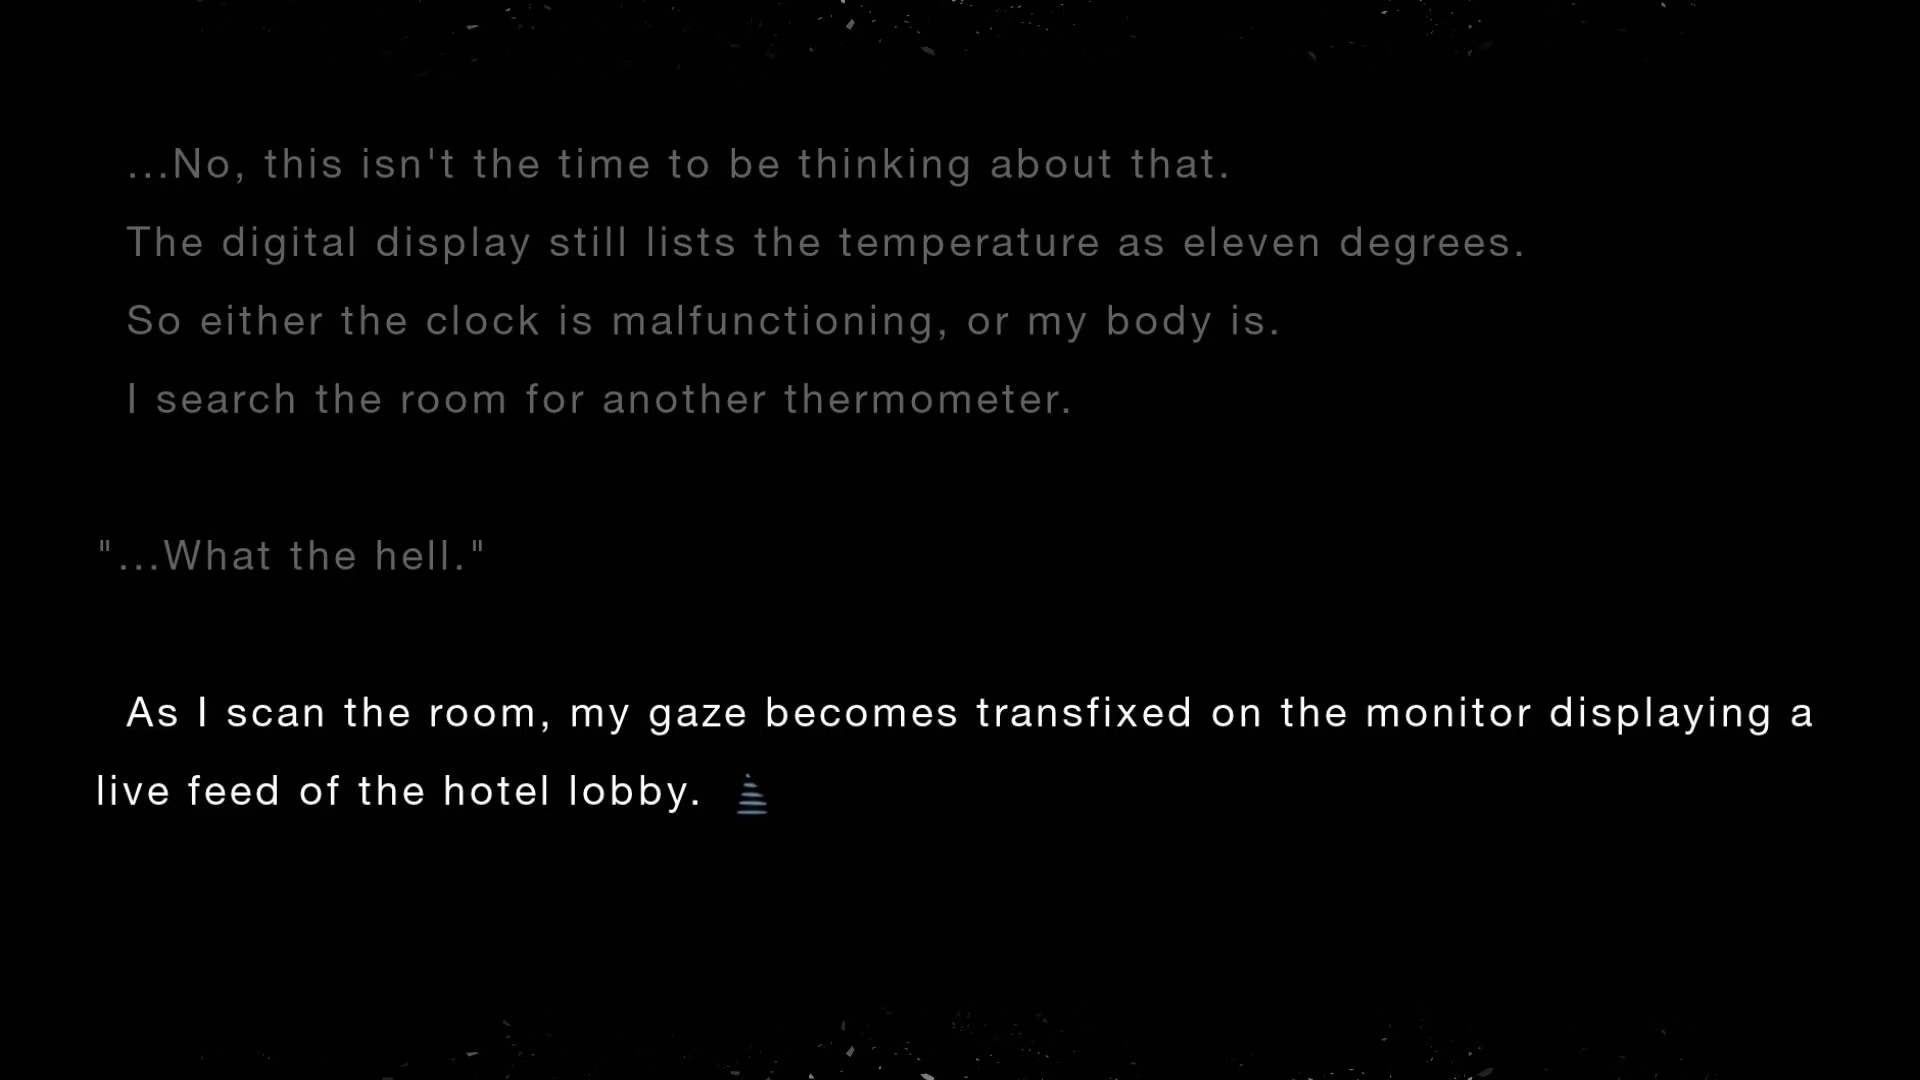 ...No, this isn't the time to be thinking about that.
The digital display still lists the temperature as eleven degrees.
So either the clock is malfunctioning, or my body is.
I search the room for another thermometer.
"...What the hell."
As I scan the room, my gaze becomes transfixed on the monitor displaying a
live feed of the hotel lobby.